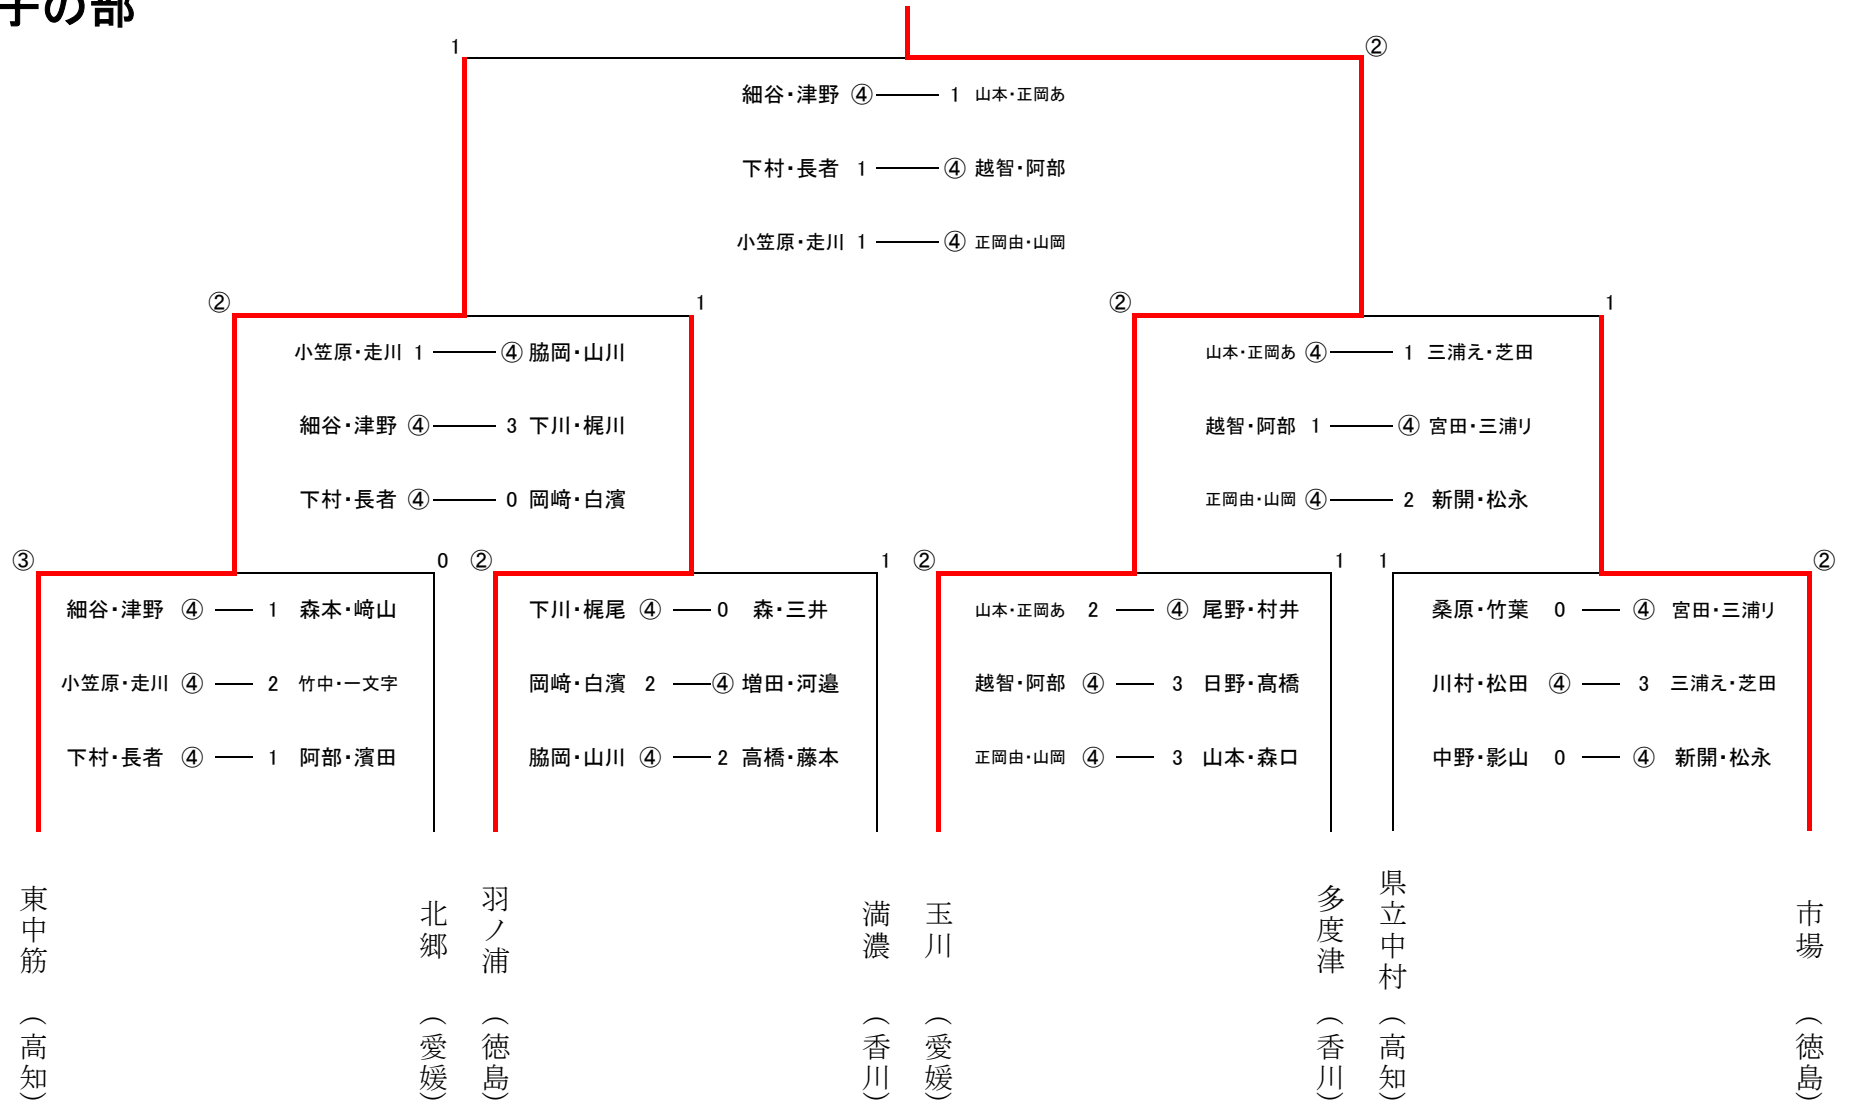 子の部
1 ②
細谷・津野 ④ 1 山本・正岡あ
下村・長者 1 ④ 越智・阿部
小笠原・走川 1 ④ 正岡由・山岡
② 1 ② 1
小笠原・走川 1 ④ 脇岡・山川 山本・正岡あ ④ 1 三浦え・芝田
細谷・津野 ④ 3 下川・梶川 越智・阿部 1 ④ 宮田・三浦リ
下村・長者 ④ 0 岡﨑・白濱 正岡由・山岡 ④ 2 新開・松永
③ 0 ② 1 ② 1 1 ②
細谷・津野 ④ 1 森本・﨑山 下川・梶尾 ④ 0 森・三井 山本・正岡あ 2 ④ 尾野・村井 桑原・竹葉 0 ④ 宮田・三浦リ
小笠原・走川 ④ 2 竹中・一文字 岡﨑・白濱 2 ④ 増田・河邉 越智・阿部 ④ 3 日野・髙橋 川村・松田 ④ 3 三浦え・芝田
下村・長者 ④ 1 阿部・濱田 脇岡・山川 ④ 2 高橋・藤本 正岡由・山岡 ④ 3 山本・森口 中野・影山 0 ④ 新開・松永
東中筋（高知）
北郷（愛媛）
羽ノ浦（徳島）
満濃（香川）
玉川（愛媛）
多度津（香川）
県立中村（高知）
市場（徳島）